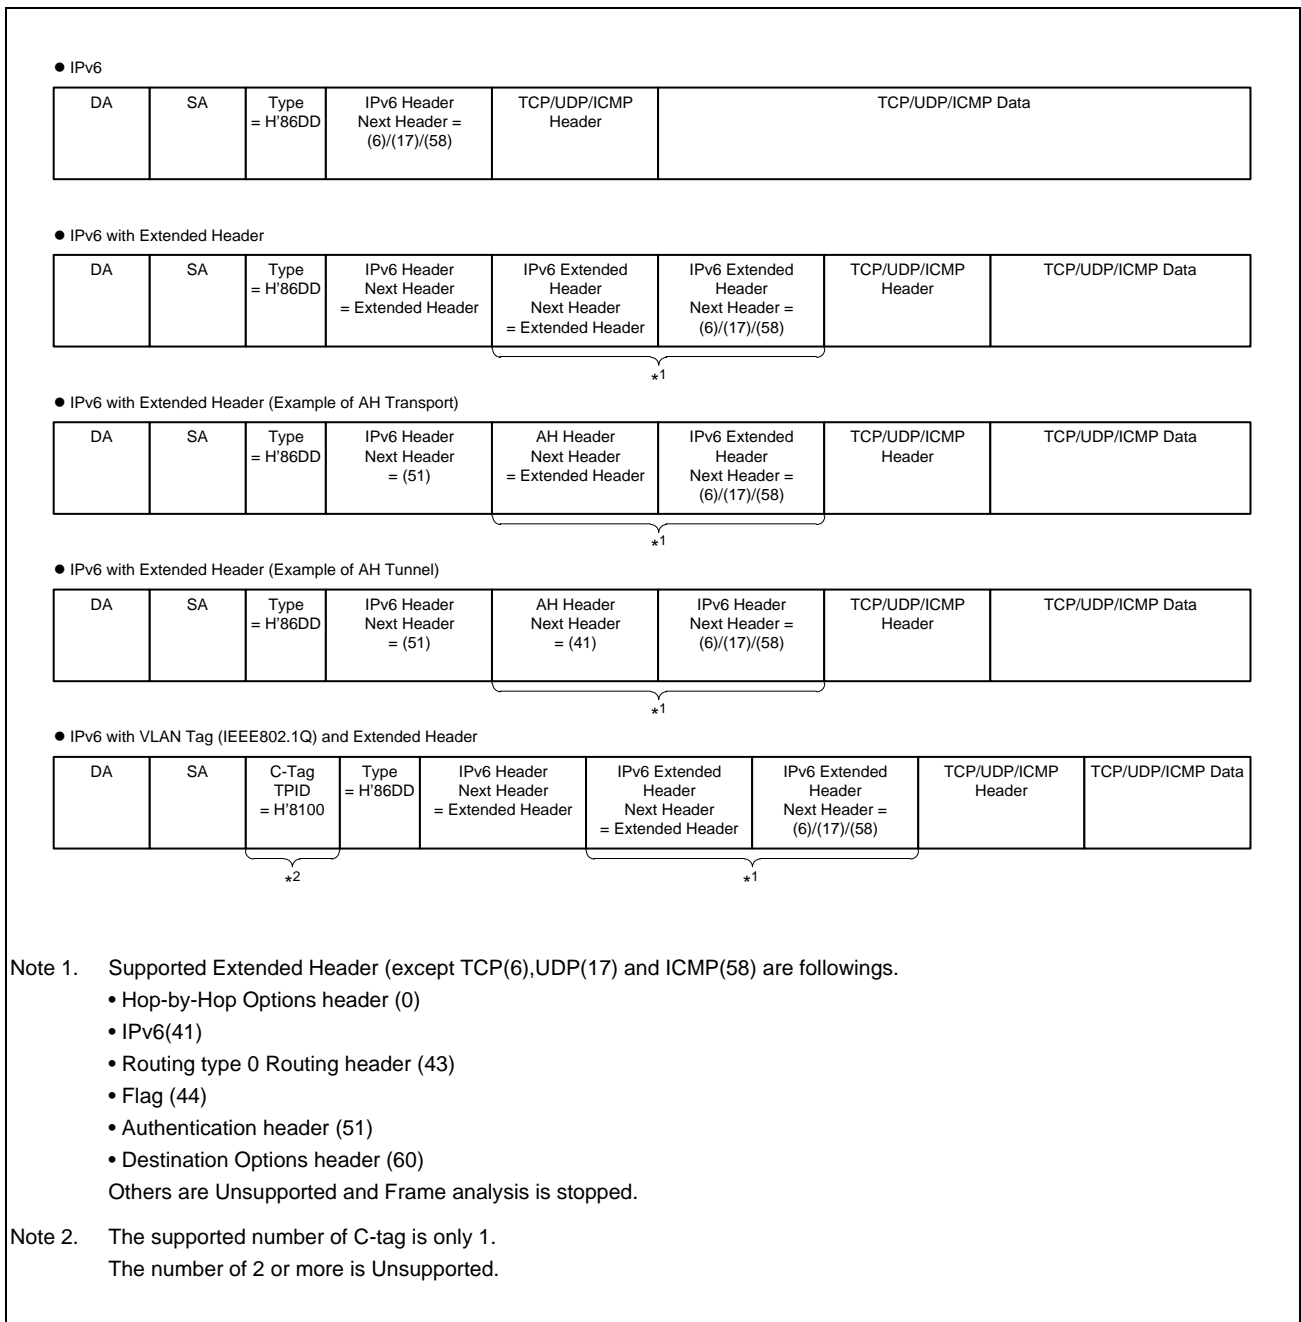 ● IPv6
DA
SA
Type
= H'86DD
IPv6 Header
Next Header =
(6)/(17)/(58)
TCP/UDP/ICMP
Header
TCP/UDP/ICMP Data
● IPv6 with Extended Header
DA
SA
Type
= H'86DD
IPv6 Header
Next Header
= Extended Header
IPv6 Extended
Header
Next Header
= Extended Header
IPv6 Extended
Header
Next Header =
(6)/(17)/(58)
TCP/UDP/ICMP
Header
TCP/UDP/ICMP Data
*1
● IPv6 with Extended Header (Example of AH Transport)
DA
SA
Type
= H'86DD
IPv6 Header
Next Header
= (51)
AH Header
Next Header
= Extended Header
IPv6 Extended
Header
Next Header =
(6)/(17)/(58)
TCP/UDP/ICMP
Header
TCP/UDP/ICMP Data
*1
● IPv6 with Extended Header (Example of AH Tunnel)
DA
SA
Type
= H'86DD
IPv6 Header
Next Header
= (51)
AH Header
Next Header
= (41)
IPv6 Header
Next Header =
(6)/(17)/(58)
TCP/UDP/ICMP
Header
TCP/UDP/ICMP Data
*1
● IPv6 with VLAN Tag (IEEE802.1Q) and Extended Header
DA
SA
C-Tag
TPID
= H'8100
Type
= H'86DD
IPv6 Header
Next Header
= Extended Header
IPv6 Extended
Header
Next Header
= Extended Header
IPv6 Extended
Header
Next Header =
(6)/(17)/(58)
TCP/UDP/ICMP
Header
TCP/UDP/ICMP Data
*2
*1
Note 1. Supported Extended Header (except TCP(6),UDP(17) and ICMP(58) are followings.
• Hop-by-Hop Options header (0)
• IPv6(41)
• Routing type 0 Routing header (43)
• Flag (44)
• Authentication header (51)
• Destination Options header (60)
Others are Unsupported and Frame analysis is stopped.
Note 2. The supported number of C-tag is only 1.
The number of 2 or more is Unsupported.